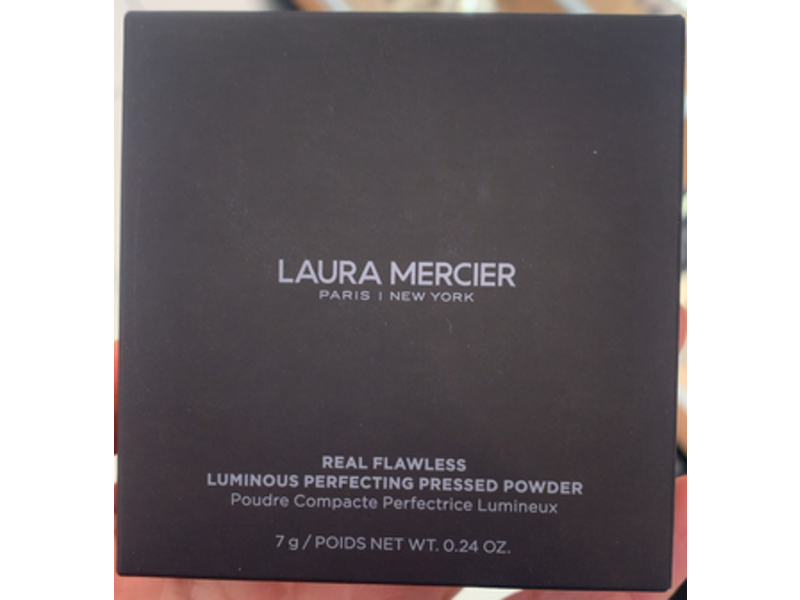 LAURA MERCIER
PARIS | NEW YORK
REAL FLAWLESS
LUMINOUS PERFECTING PRESSED POWDER
Poudre Compacte Perfectrice Lumineux
7 g / POIDS NET WT. 0.24 OZ.